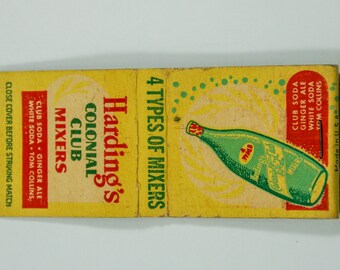 Harding's
COLONIAL
CLUB
MIXERS
CLUB SODA • GINGER ALE
WHITE SODA • TOM COLLINS
CLOSE COVER BEFORE STRIKING MATCH
4 TYPES OF MIXERS
CLUB SODA
GINGER ALE
WHITE SODA
TOM COLLINS